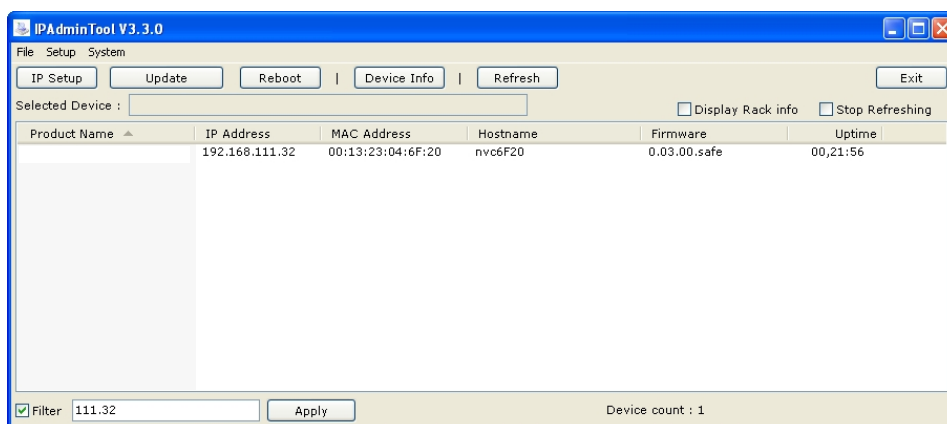 IPAdminTool V3.3.0
File Setup System
IP Setup Update Reboot | Device Info | Refresh Exit
Selected Device :
Display Rack info Stop Refreshing
Product Name IP Address MAC Address Hostname Firmware Uptime
192.168.111.32 00:13:23:04:6F:20 nvc6F20 0.03.00.safe 00,21:56
Filter 111.32 Apply Device count : 1